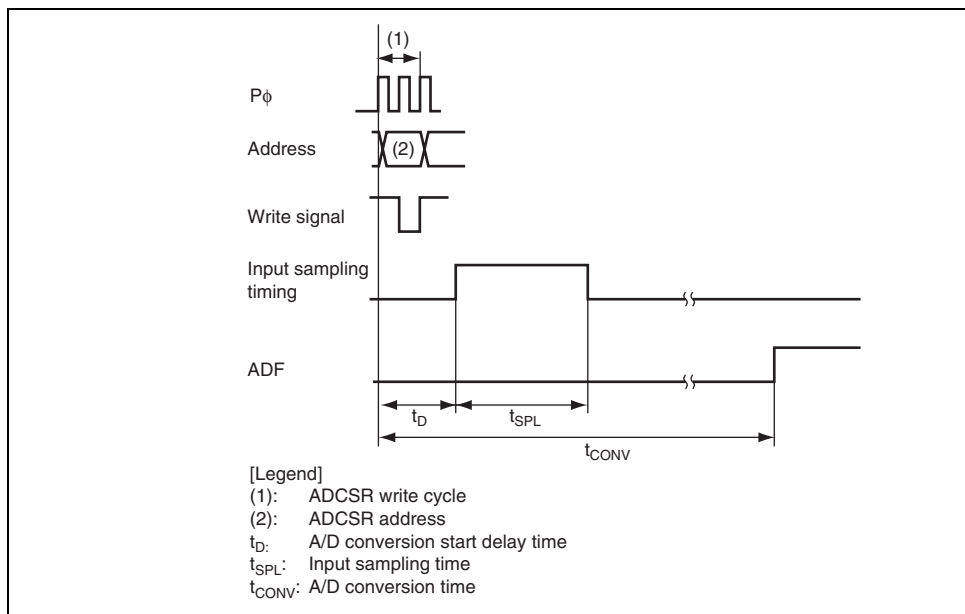 (1)
Pφ
Address
(2)
Write signal
Input sampling
timing
ADF
tD
tSPL
tCONV
[Legend]
(1): ADCSR write cycle
(2): ADCSR address
tD: A/D conversion start delay time
tSPL: Input sampling time
tCONV: A/D conversion time